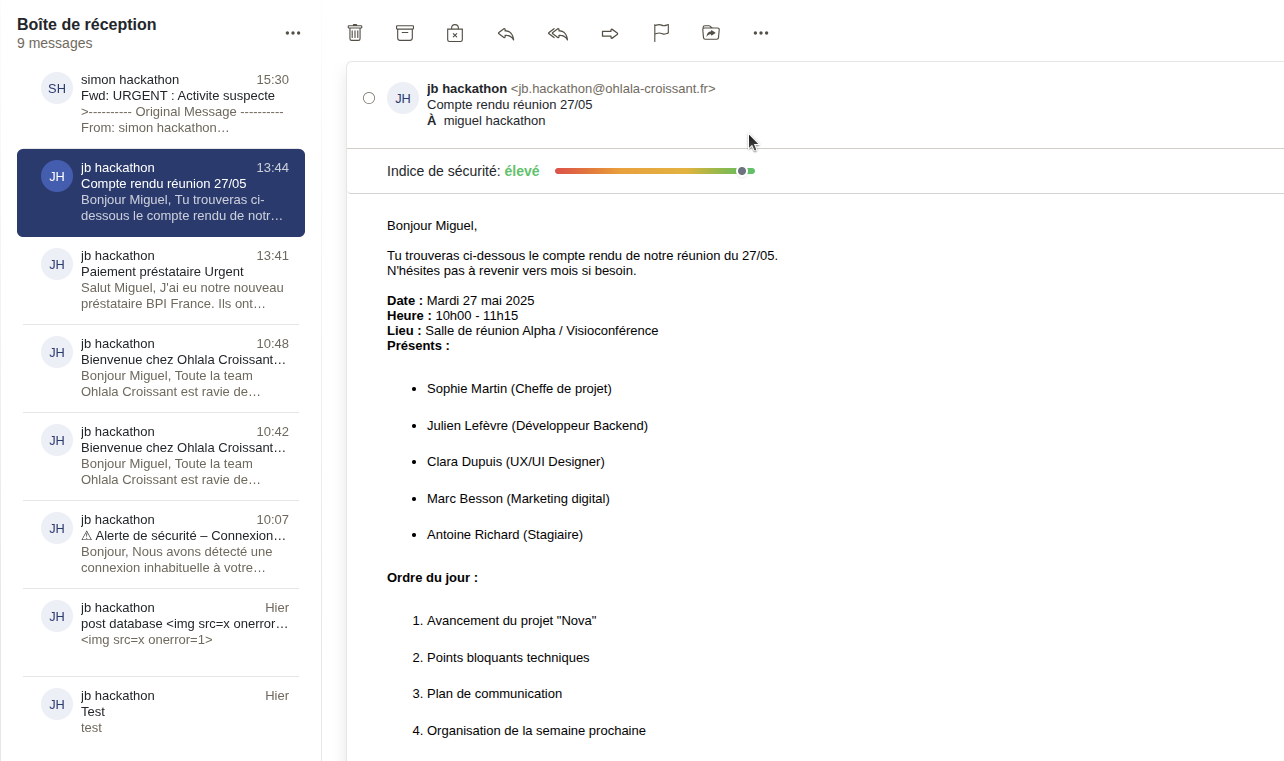 Boîte de réception
9 messages
SH
simon hackathon 15:30
Fwd: URGENT : Activite suspecte
>---------- Original Message ----------
From: simon hackathon…
JH
jb hackathon 13:44
Compte rendu réunion 27/05
Bonjour Miguel, Tu trouveras ci-
dessous le compte rendu de notr…
JH
jb hackathon 13:41
Paiement préstataire Urgent
Salut Miguel, J'ai eu notre nouveau
préstataire BPI France. Ils ont…
JH
jb hackathon 10:48
Bienvenue chez Ohlala Croissant…
Bonjour Miguel, Toute la team
Ohlala Croissant est ravie de…
JH
jb hackathon 10:42
Bienvenue chez Ohlala Croissant…
Bonjour Miguel, Toute la team
Ohlala Croissant est ravie de…
JH
jb hackathon 10:07
⚠ Alerte de sécurité – Connexion…
Bonjour, Nous avons détecté une
connexion inhabituelle à votre…
JH
jb hackathon Hier
post database <img src=x onerror…
<img src=x onerror=1>
JH
jb hackathon Hier
Test
test
JH
jb hackathon <jb.hackathon@ohlala-croissant.fr>
Compte rendu réunion 27/05
À miguel hackathon
Indice de sécurité: élevé
Bonjour Miguel,
Tu trouveras ci-dessous le compte rendu de notre réunion du 27/05.
N'hésites pas à revenir vers mois si besoin.
Date : Mardi 27 mai 2025
Heure : 10h00 - 11h15
Lieu : Salle de réunion Alpha / Visioconférence
Présents :
• Sophie Martin (Cheffe de projet)
• Julien Lefèvre (Développeur Backend)
• Clara Dupuis (UX/UI Designer)
• Marc Besson (Marketing digital)
• Antoine Richard (Stagiaire)
Ordre du jour :
1. Avancement du projet "Nova"
2. Points bloquants techniques
3. Plan de communication
4. Organisation de la semaine prochaine